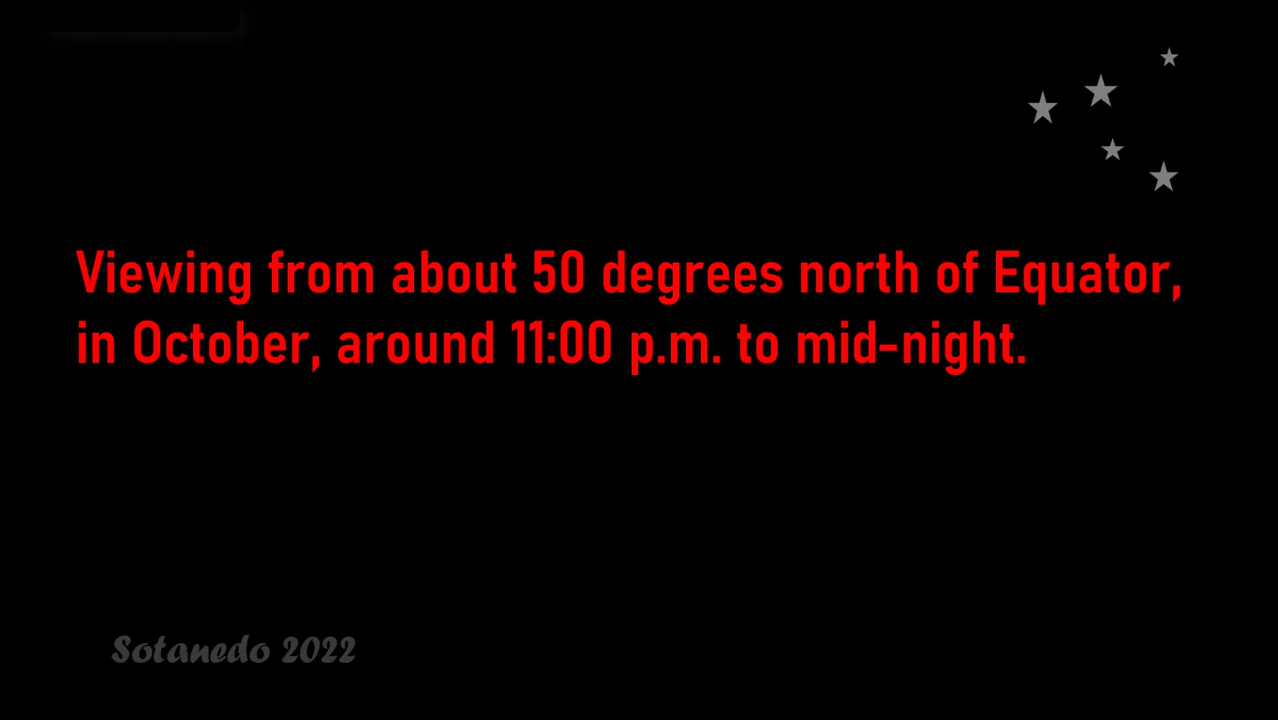 Viewing from about 50 degrees north of Equator,
in October, around 11:00 p.m. to mid-night.
Sotanedo 2022